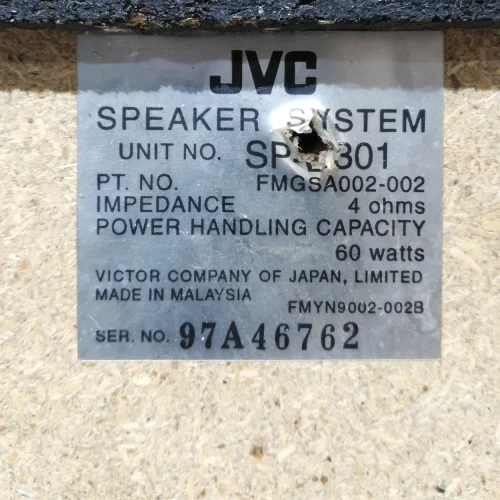 JVC
SPEAKER SYSTEM
UNIT NO.
PT. NO. FMGSA002-002
IMPEDANCE 4 ohms
POWER HANDLING CAPACITY
60 watts
VICTOR COMPANY OF JAPAN, LIMITED
MADE IN MALAYSIA
FMYN9002-002B
SER. NO. 97A46762